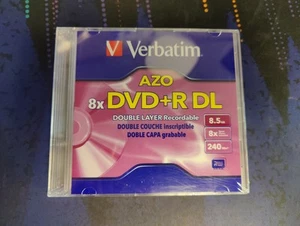 Verbatim
AZO
8x DVD+R DL
DOUBLE LAYER Recordable
DOUBLE COUCHE inscriptible
DOBLE CAPA grabable
8.5
8x
240